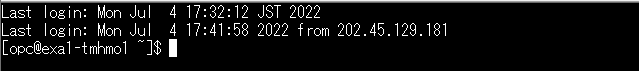 Last login: Mon Jul  4 17:32:12 JST 2022
Last login: Mon Jul  4 17:41:58 2022 from 202.45.129.181
[opc@exa1-tmhmo1 ~]$